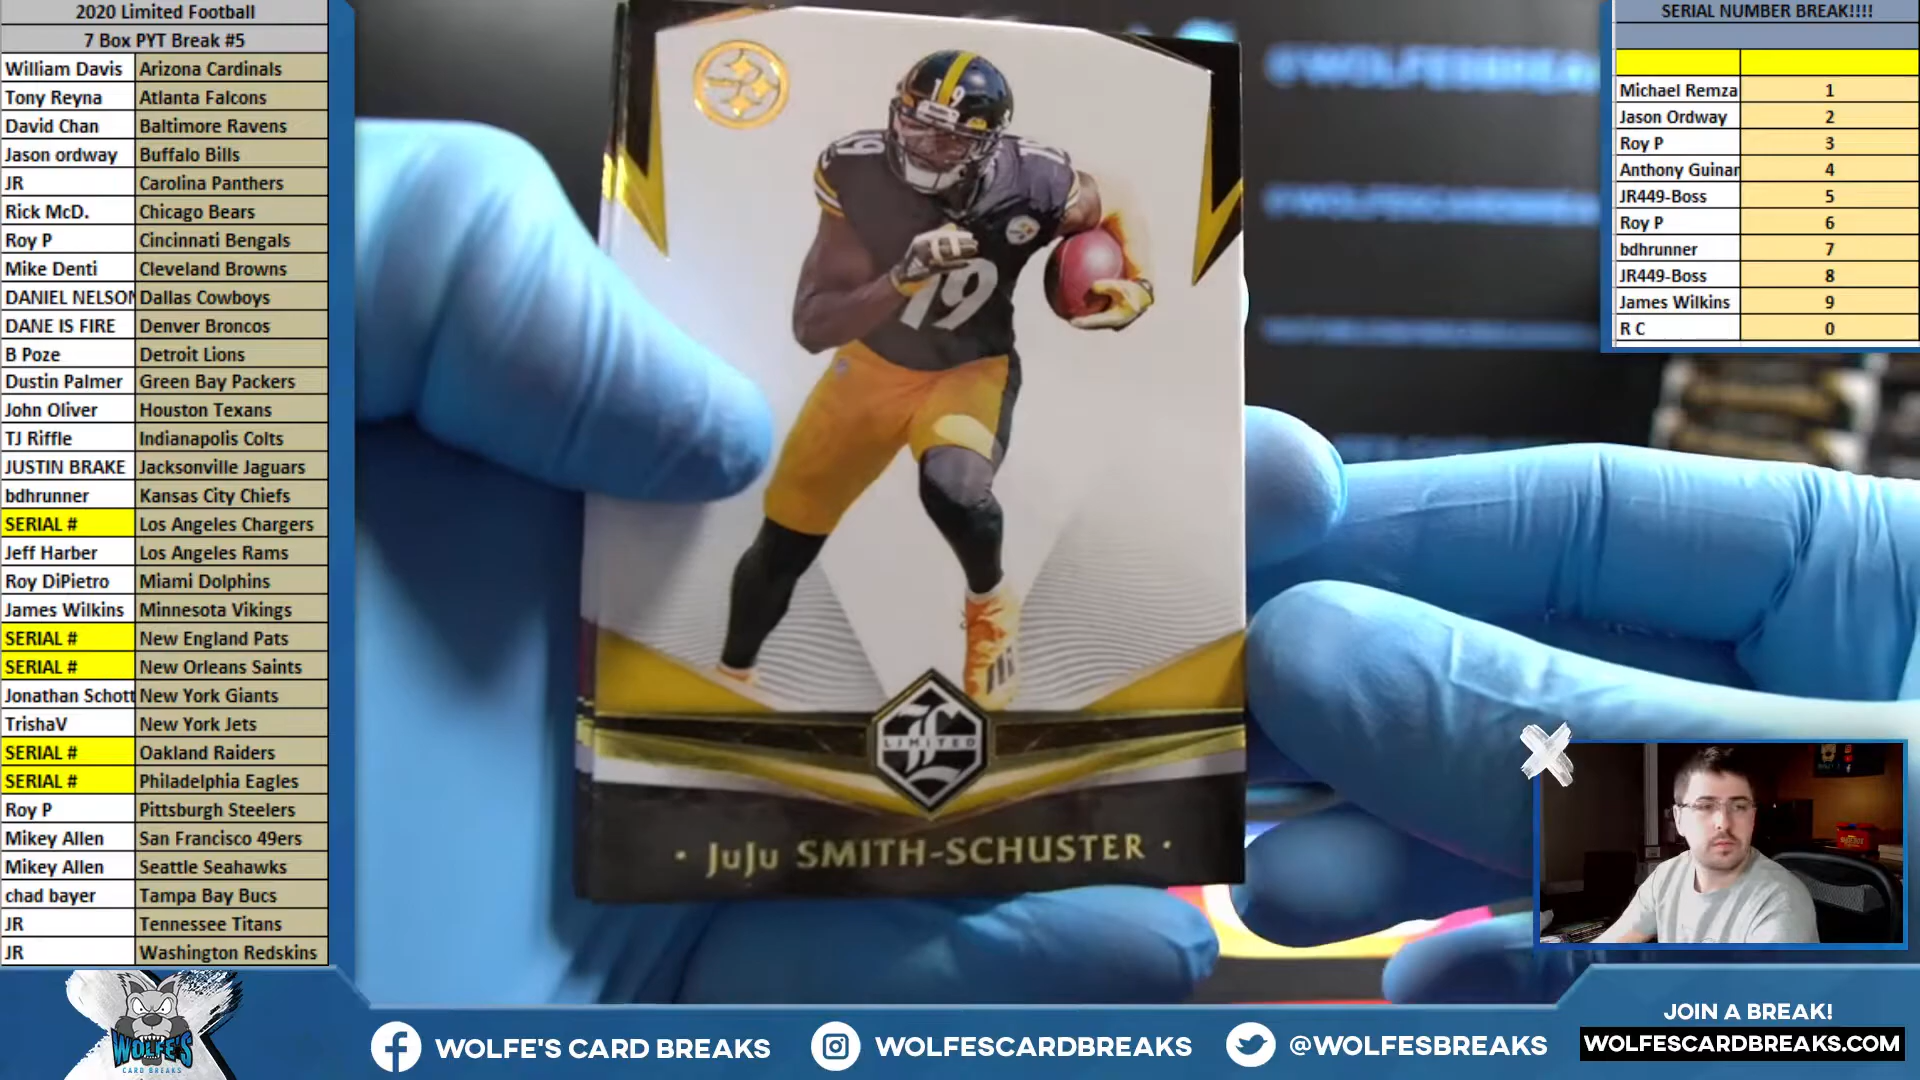 2020 Limited Football
7 Box PYT Break #5
William Davis Arizona Cardinals
Tony Reyna Atlanta Falcons
David Chan Baltimore Ravens
Jason ordway Buffalo Bills
JR Carolina Panthers
Rick McD. Chicago Bears
Roy P Cincinnati Bengals
Mike Denti Cleveland Browns
DANIEL NELSON Dallas Cowboys
DANE IS FIRE Denver Broncos
B Poze Detroit Lions
Dustin Palmer Green Bay Packers
John Oliver Houston Texans
TJ Riffle Indianapolis Colts
JUSTIN BRAKE Jacksonville Jaguars
bdhrunner Kansas City Chiefs
SERIAL # Los Angeles Chargers
Jeff Harber Los Angeles Rams
Roy DiPietro Miami Dolphins
James Wilkins Minnesota Vikings
SERIAL # New England Pats
SERIAL # New Orleans Saints
Jonathan Schott New York Giants
TrishaV New York Jets
SERIAL # Oakland Raiders
SERIAL # Philadelphia Eagles
Roy P Pittsburgh Steelers
Mikey Allen San Francisco 49ers
Mikey Allen Seattle Seahawks
chad bayer Tampa Bay Bucs
JR Tennessee Titans
JR Washington Redskins
19
19
19
LIMITED
· JuJu SMITH-SCHUSTER ·
SERIAL NUMBER BREAK!!!!
Michael Remza 1
Jason Ordway 2
Roy P 3
Anthony Guinar 4
JR449-Boss 5
Roy P 6
bdhrunner 7
JR449-Boss 8
James Wilkins 9
R C 0
WOLFE'S
CARD BREAKS
WOLFE'S CARD BREAKS
WOLFESCARDBREAKS
@WOLFESBREAKS
JOIN A BREAK!
WOLFESCARDBREAKS.COM